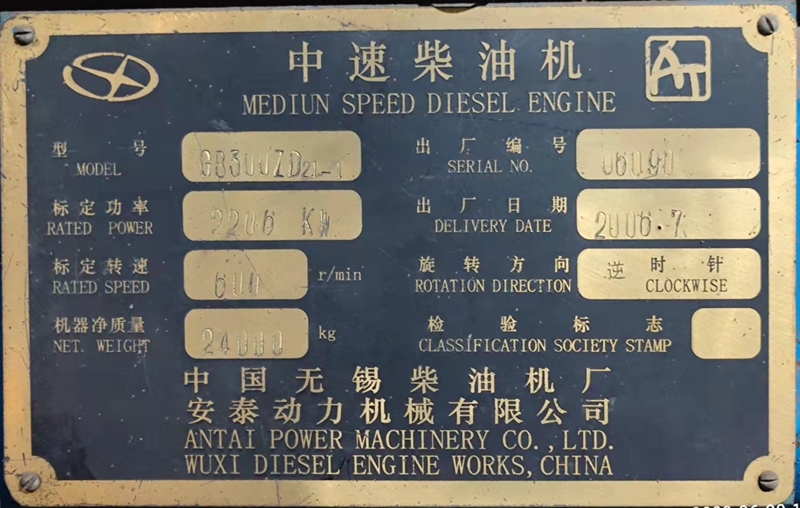 中速柴油机
MEDIUN SPEED DIESEL ENGINE
型号 G8300ZD21-1 出厂编号 06090
MODEL SERIAL NO.
标定功率 2206 KW 出厂日期 2006.7
RATED POWER DELIVERY DATE
标定转速 600 r/min 旋转方向 逆时针
RATED SPEED ROTATION DIRECTION CLOCKWISE
机器净质量 24000 kg 检验标志
NET. WEIGHT CLASSIFICATION SOCIETY STAMP
中国无锡柴油机厂
安泰动力机械有限公司
ANTAI POWER MACHINERY CO.,LTD.
WUXI DIESEL ENGINE WORKS,CHINA